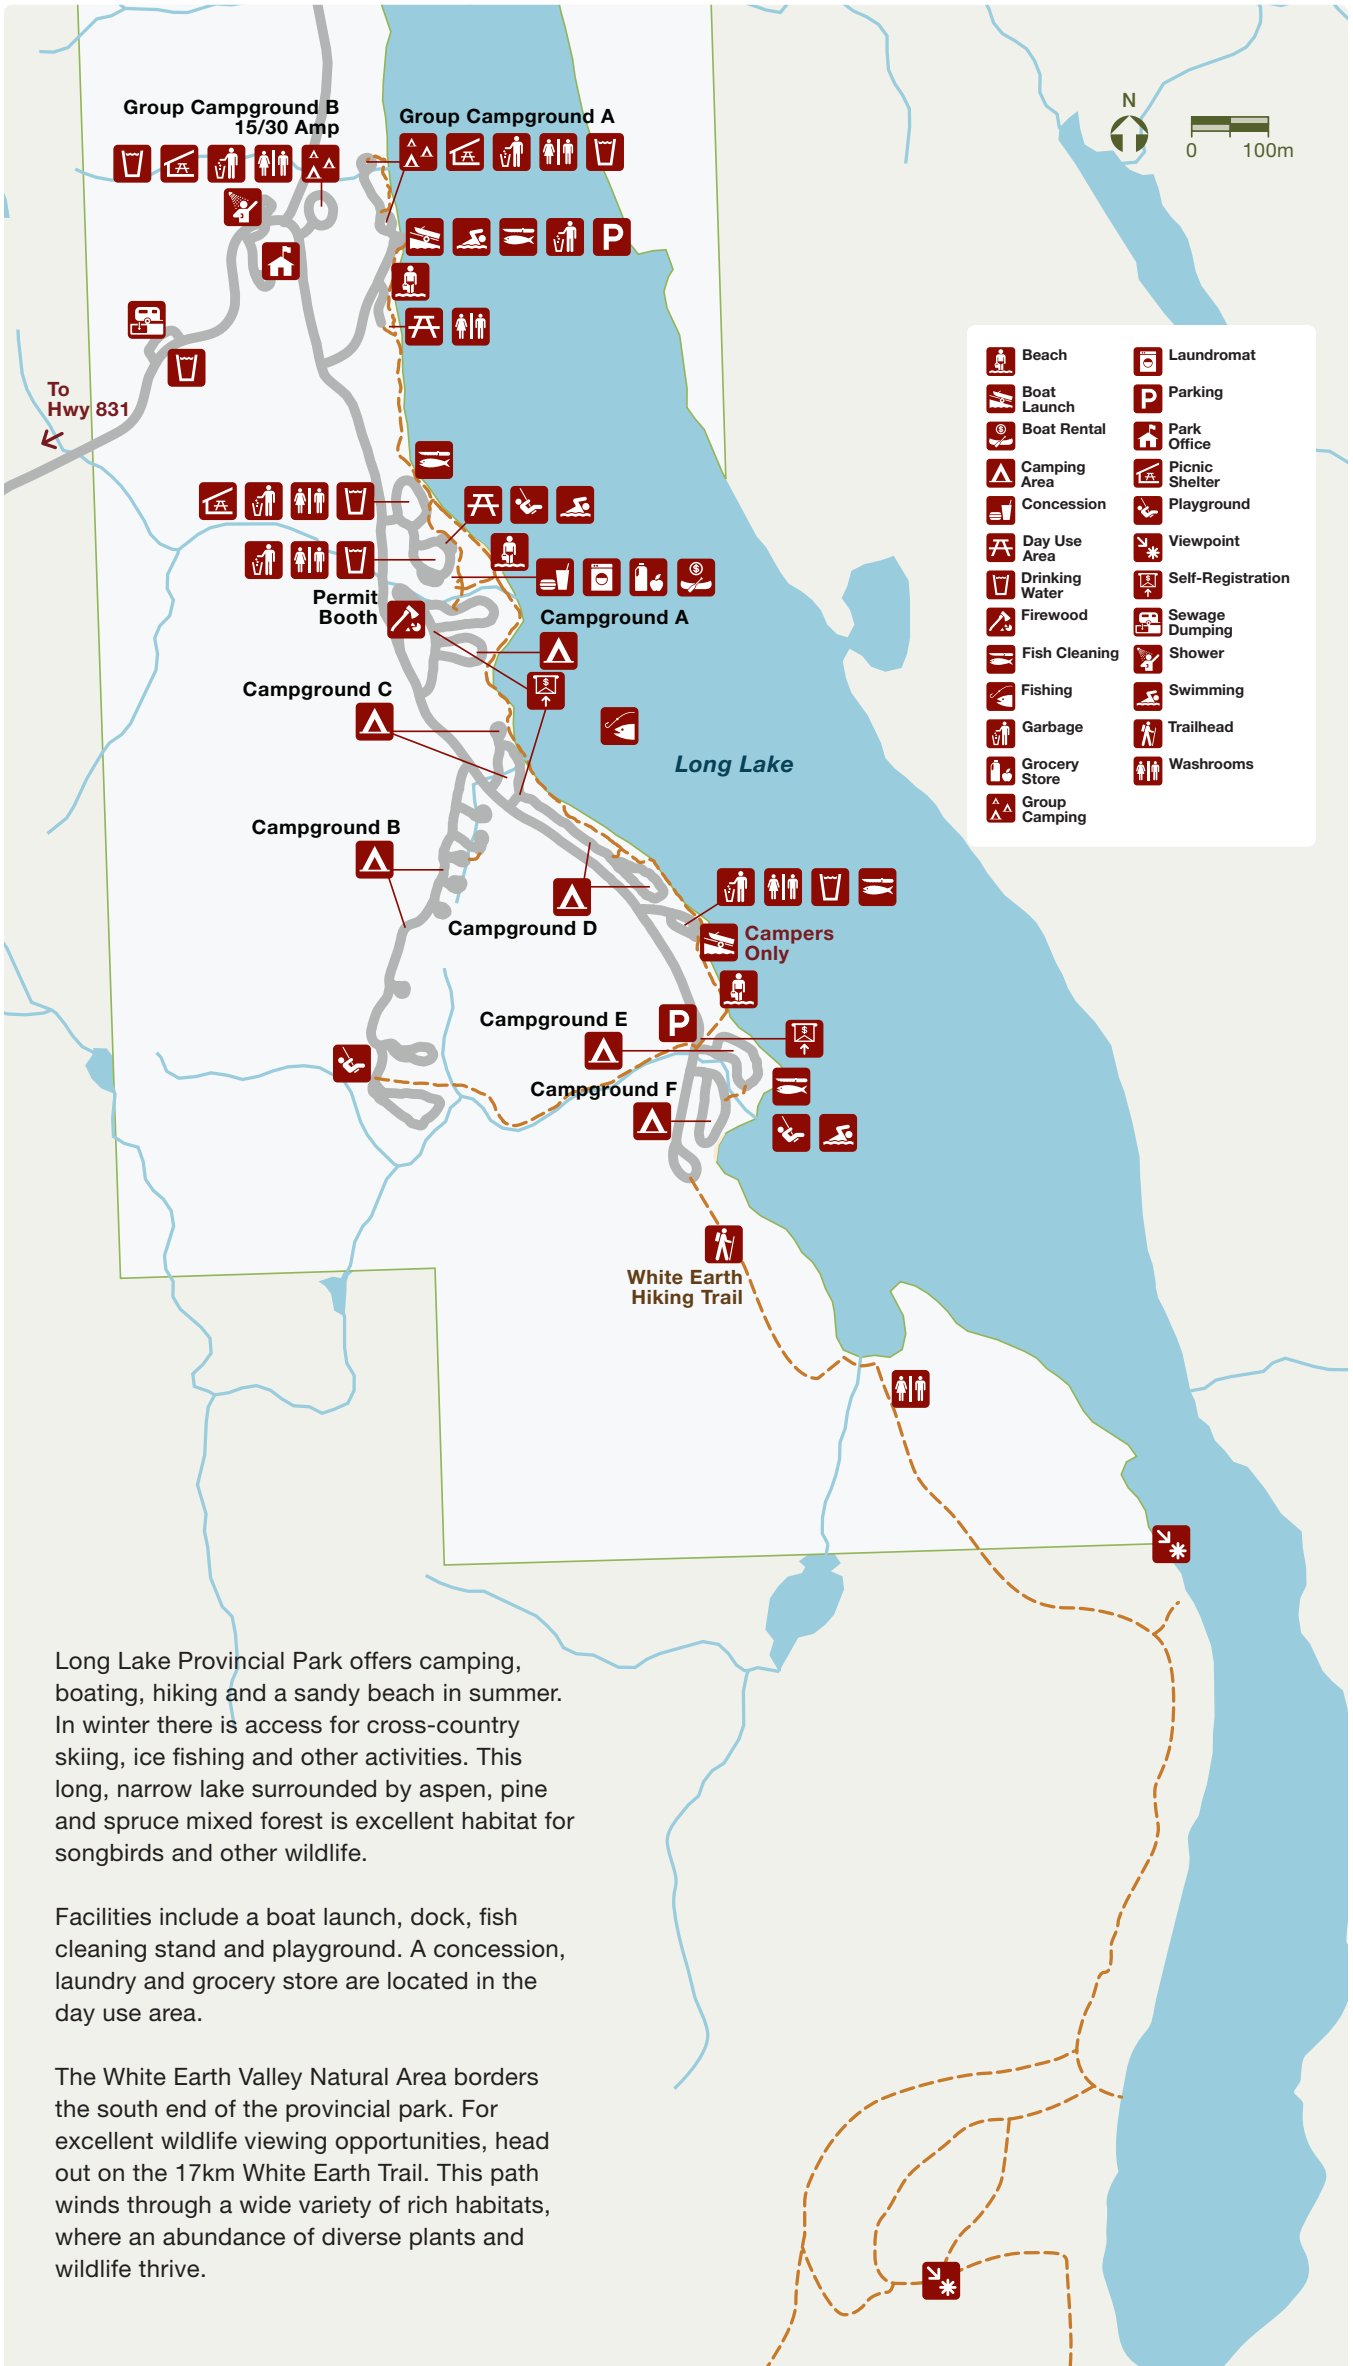 Group Campground B
15/30 Amp
Group Campground A
N
0 100m
P
To
Hwy 831
Beach
Boat
Launch
Boat Rental
Camping
Area
Concession
Day Use
Area
Drinking
Water
Firewood
Fish Cleaning
Fishing
Garbage
Grocery
Store
Group
Camping
Laundromat
P
Parking
Park
Office
Picnic
Shelter
Playground
Viewpoint
$
Self-Registration
Sewage
Dumping
Shower
Swimming
Trailhead
Washrooms
Permit
Booth
$
Campground A
$
Campground C
Long Lake
Campground B
Campground D
Campers
Only
Campground E
P
$
Campground F
White Earth
Hiking Trail
Long Lake Provincial Park offers camping,
boating, hiking and a sandy beach in summer.
In winter there is access for cross-country
skiing, ice fishing and other activities. This
long, narrow lake surrounded by aspen, pine
and spruce mixed forest is excellent habitat for
songbirds and other wildlife.
Facilities include a boat launch, dock, fish
cleaning stand and playground. A concession,
laundry and grocery store are located in the
day use area.
The White Earth Valley Natural Area borders
the south end of the provincial park. For
excellent wildlife viewing opportunities, head
out on the 17km White Earth Trail. This path
winds through a wide variety of rich habitats,
where an abundance of diverse plants and
wildlife thrive.